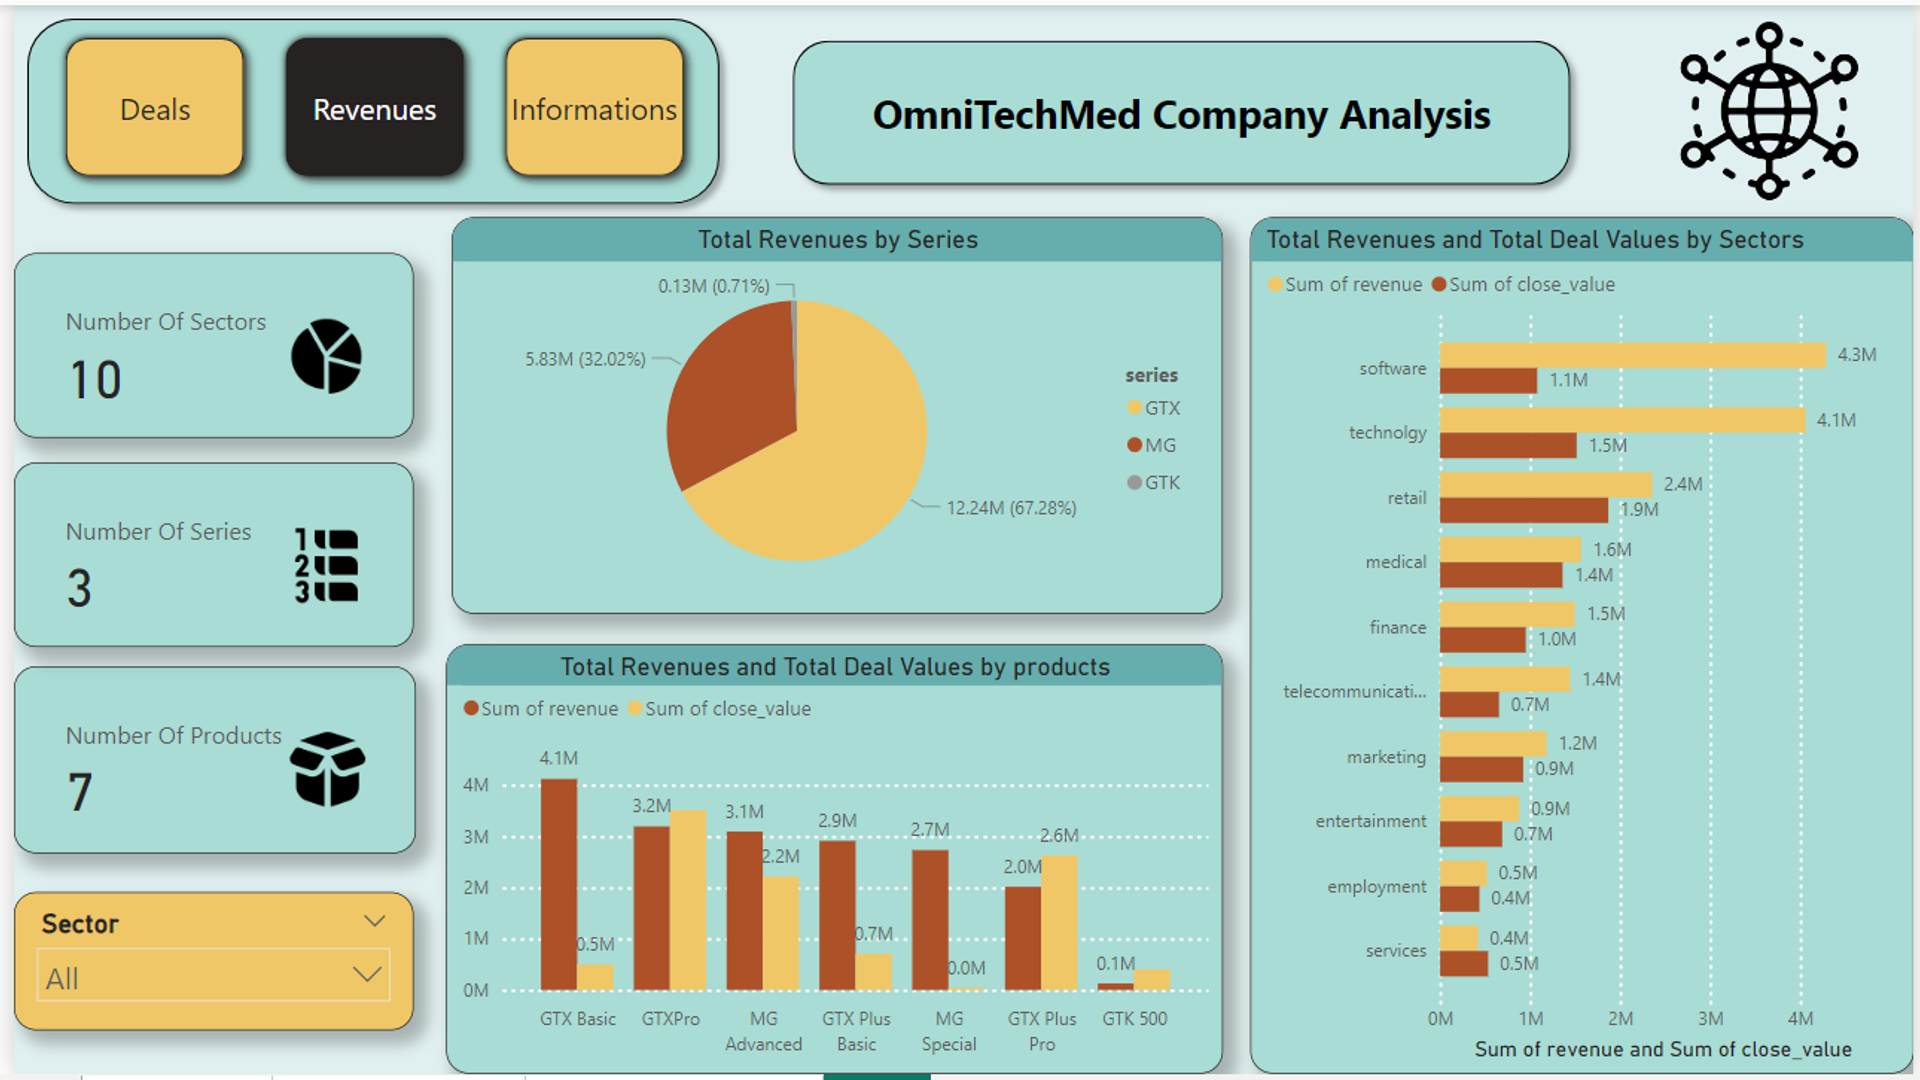 Deals
Revenues
Informations
OmniTechMed Company Analysis
Number Of Sectors
10
Number Of Series
3
1
2
3
Number Of Products
7
Sector
All
Total Revenues by Series
0.13M (0.71%)
5.83M (32.02%)
12.24M (67.28%)
series
GTX
MG
GTK
Total Revenues and Total Deal Values by products
Sum of revenue Sum of close_value
4M
3M
2M
1M
0M
4.1M
0.5M
3.2M
3.1M
2.2M
2.9M
0.7M
2.7M
0.0M
2.0M
2.6M
0.1M
GTX Basic
GTXPro
MG
Advanced
GTX Plus
Basic
MG
Special
GTX Plus
Pro
GTK 500
Total Revenues and Total Deal Values by Sectors
Sum of revenue Sum of close_value
software
4.3M
1.1M
technolgy
4.1M
1.5M
retail
2.4M
1.9M
medical
1.6M
1.4M
finance
1.5M
1.0M
telecommunicati...
1.4M
0.7M
marketing
1.2M
0.9M
entertainment
0.9M
0.7M
employment
0.5M
0.4M
services
0.4M
0.5M
0M 1M 2M 3M 4M
Sum of revenue and Sum of close_value